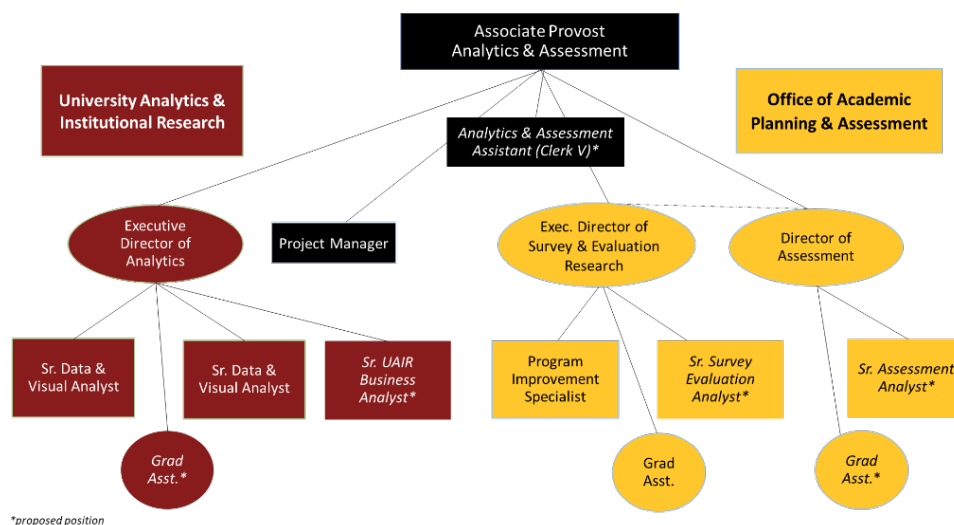 Associate Provost
Analytics & Assessment
University Analytics &
Institutional Research
Office of Academic
Planning & Assessment
Analytics & Assessment
Assistant (Clerk V)*
Executive
Director of
Analytics
Project Manager
Exec. Director of
Survey & Evaluation
Research
Director of
Assessment
Sr. Data &
Visual Analyst
Sr. Data &
Visual Analyst
Sr. UAIR
Business
Analyst*
Program
Improvement
Specialist
Sr. Survey
Evaluation
Analyst*
Sr. Assessment
Analyst*
Grad
Asst.*
Grad
Asst.
Grad
Asst.*
*proposed position